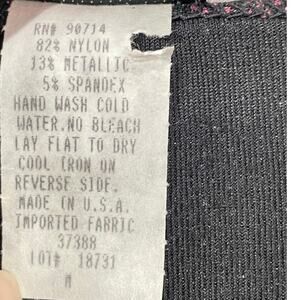 RN# 90714
82% NYLON
13% METALLIC
5% SPANDEX
HAND WASH COLD
WATER.NO BLEACH
LAY FLAT TO DRY
COOL IRON ON
REVERSE SIDE.
MADE IN U.S.A.
IMPORTED FABRIC
37388
LOT# 18731
M